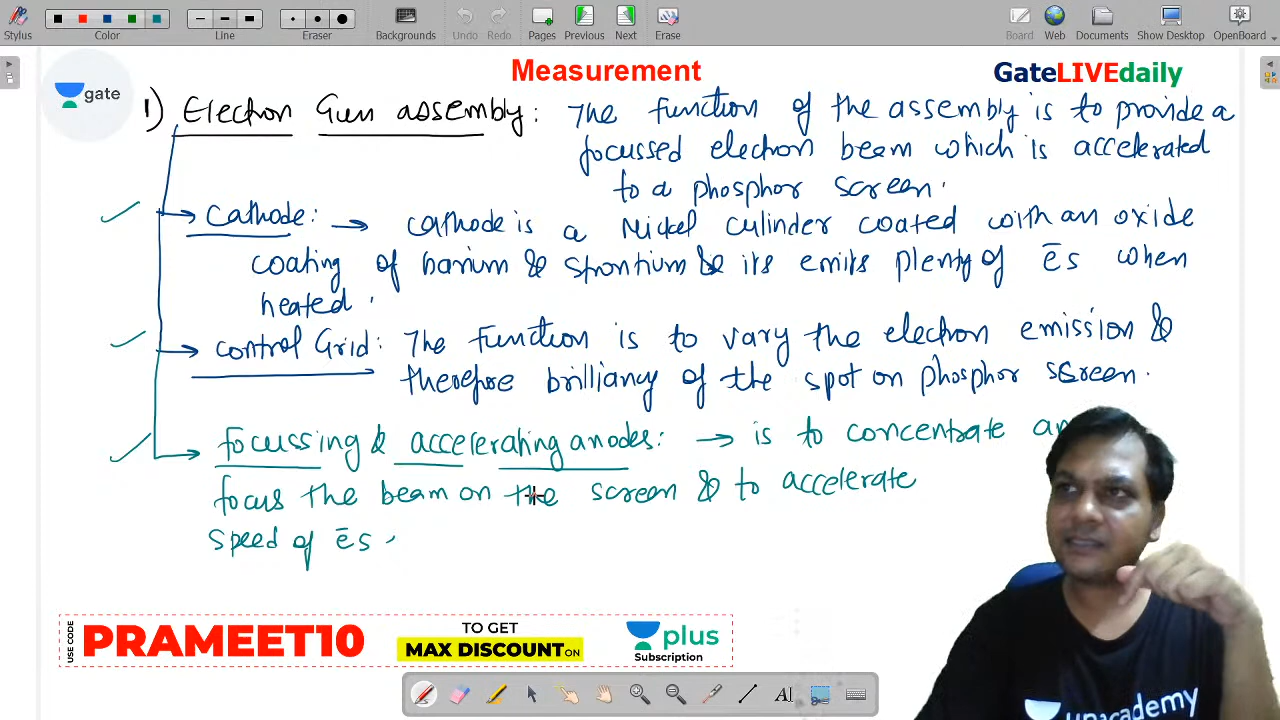 Stylus
Color
Line
Eraser
Backgrounds
Undo
Redo
Pages
Previous
Next
Erase
Board
Web
Documents
Show Desktop
OpenBoard
gate
Measurement
GateLIVEdaily
1) Electron Gun assembly: The function of the assembly is to provide a
focussed electron beam which is accelerated
to a phosphor screen.
→ Cathode: → Cathode is a Nickel cylinder coated with an oxide
coating of barium & strontium & its emits plenty of ēs when
heated.
→ control Grid: The function is to vary the electron emission &
therefore brilliancy of the spot on phosphor screen.
→ focussing & accelerating anodes: → is to concentrate an
focus the beam on the screen & to accelerate
speed of ēs.
USE CODE
PRAMEET10
TO GET
MAX DISCOUNT ON
plus
Subscription
unacademy